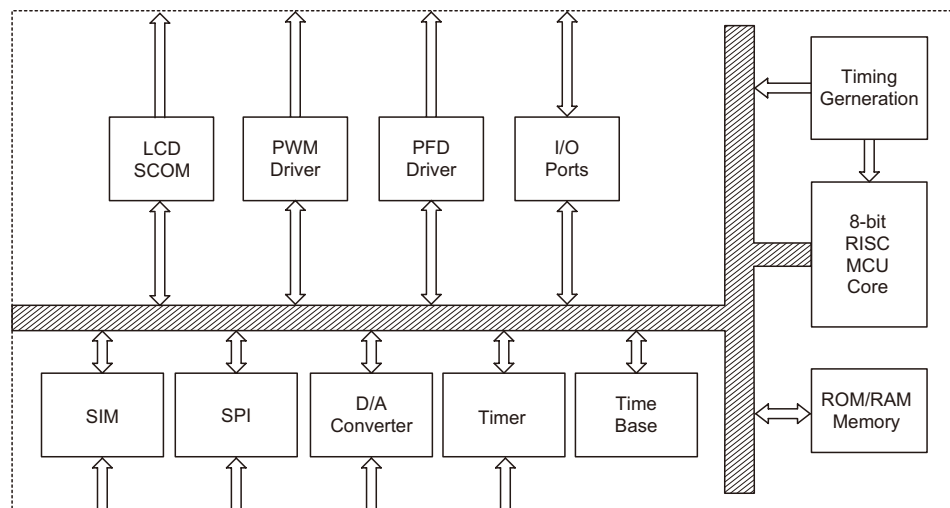 LCD
SCOM
PWM
Driver
PFD
Driver
I/O
Ports
Timing
Gerneration
8-bit
RISC
MCU
Core
SIM
SPI
D/A
Converter
Timer
Time
Base
ROM/RAM
Memory